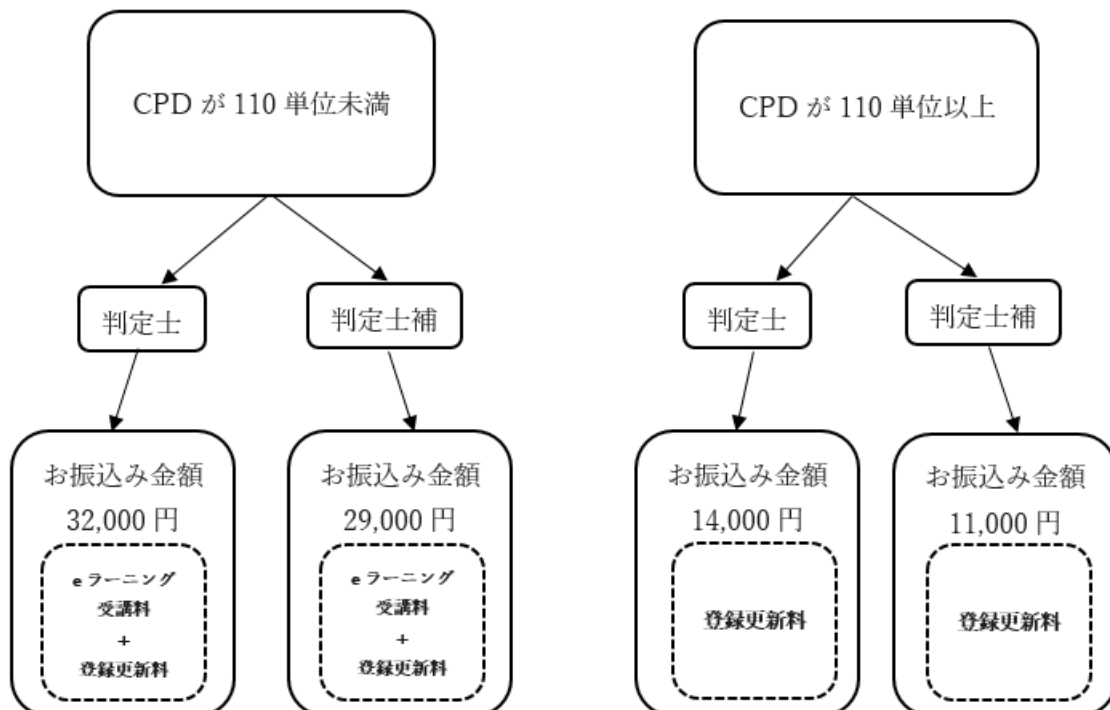 CPD が 110 単位未満
CPD が 110 単位以上
判定士
判定士補
判定士
判定士補
お振込み金額
32,000 円
e ラーニング
受講料
+
登録更新料
お振込み金額
29,000 円
e ラーニング
受講料
+
登録更新料
お振込み金額
14,000 円
登録更新料
お振込み金額
11,000 円
登録更新料